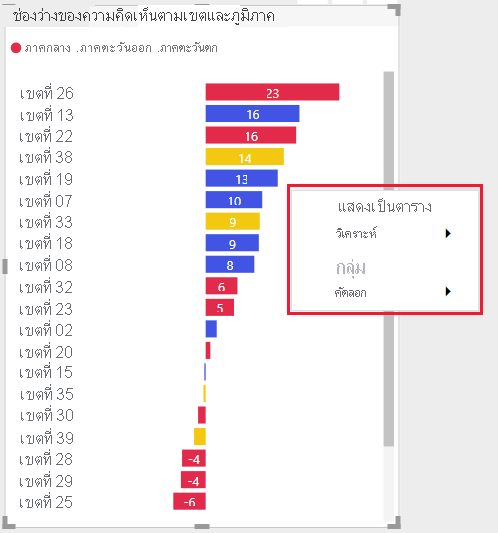 ช่องว่างของความคิดเห็นตามเขตและภูมิภาค
ภาคกลาง .ภาคตะวันออก .ภาคตะวันตก
เขตที่ 26 23
เขตที่ 13 16
เขตที่ 22 16
เขตที่ 38 14
เขตที่ 19 13
เขตที่ 07 10
เขตที่ 33 9
เขตที่ 18 9
เขตที่ 08 8
เขตที่ 32 6
เขตที่ 23 5
เขตที่ 02
เขตที่ 20
เขตที่ 15
เขตที่ 35
เขตที่ 30
เขตที่ 39
เขตที่ 28 -4
เขตที่ 29 -4
เขตที่ 25 -6
แสดงเป็นตาราง
วิเคราะห์
กลุ่ม
คัดลอก